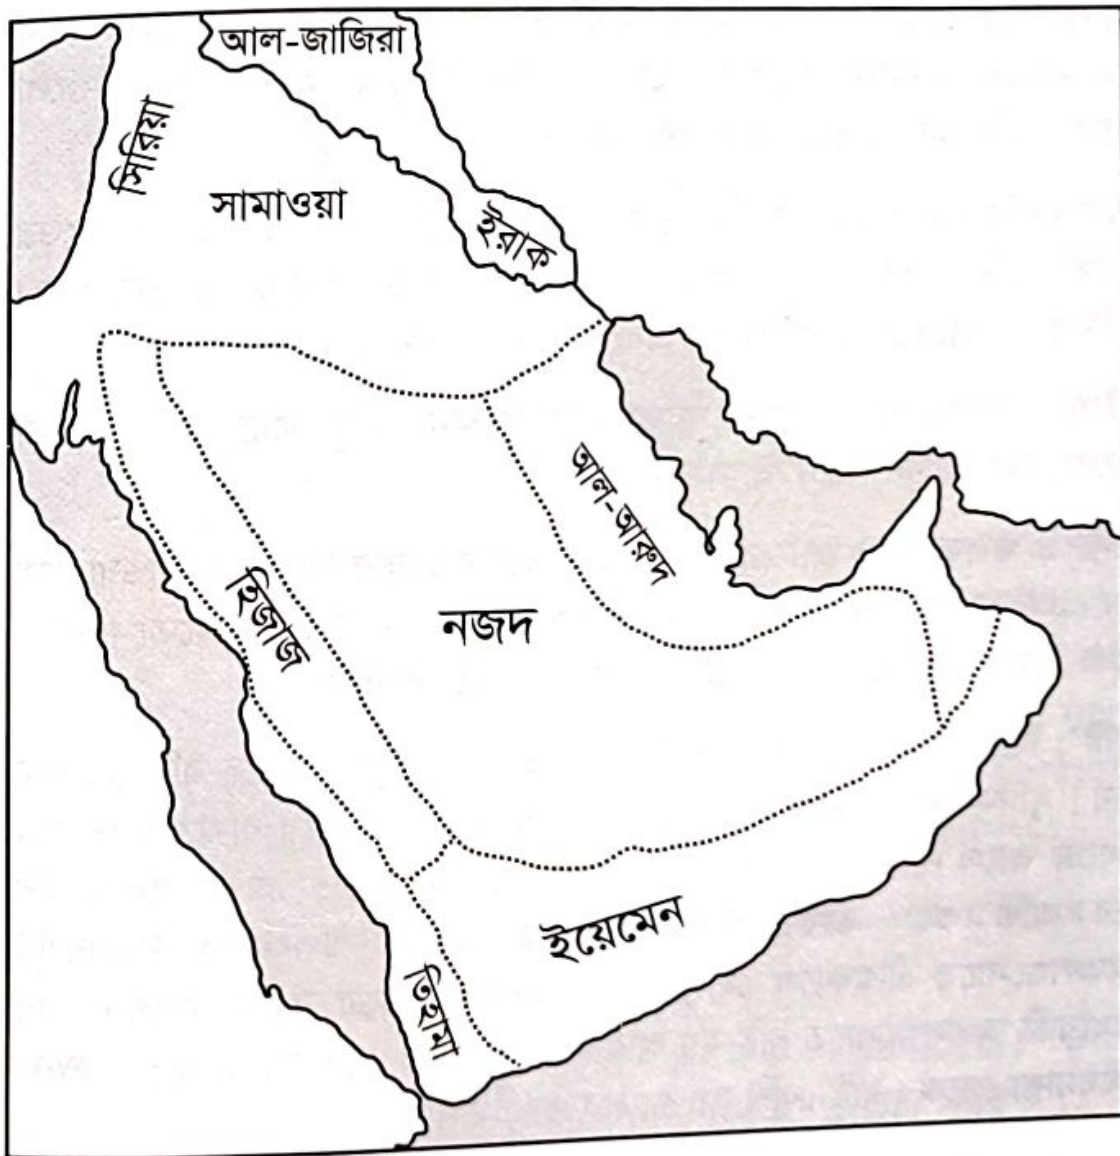 আল-জাজিরা
সিরিয়া
সামাওয়া
ইরাক
আল-আরুদ
হিজাজ
নজদ
ইয়েমেন
তিহামা